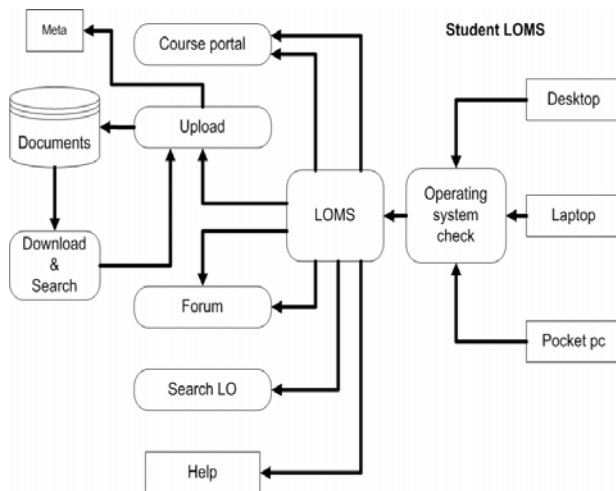 Meta
Course portal
Student LOMS
Desktop
Documents
Upload
LOMS
Operating
system
check
Laptop
Download
&
Search
Forum
Pocket pc
Search LO
Help